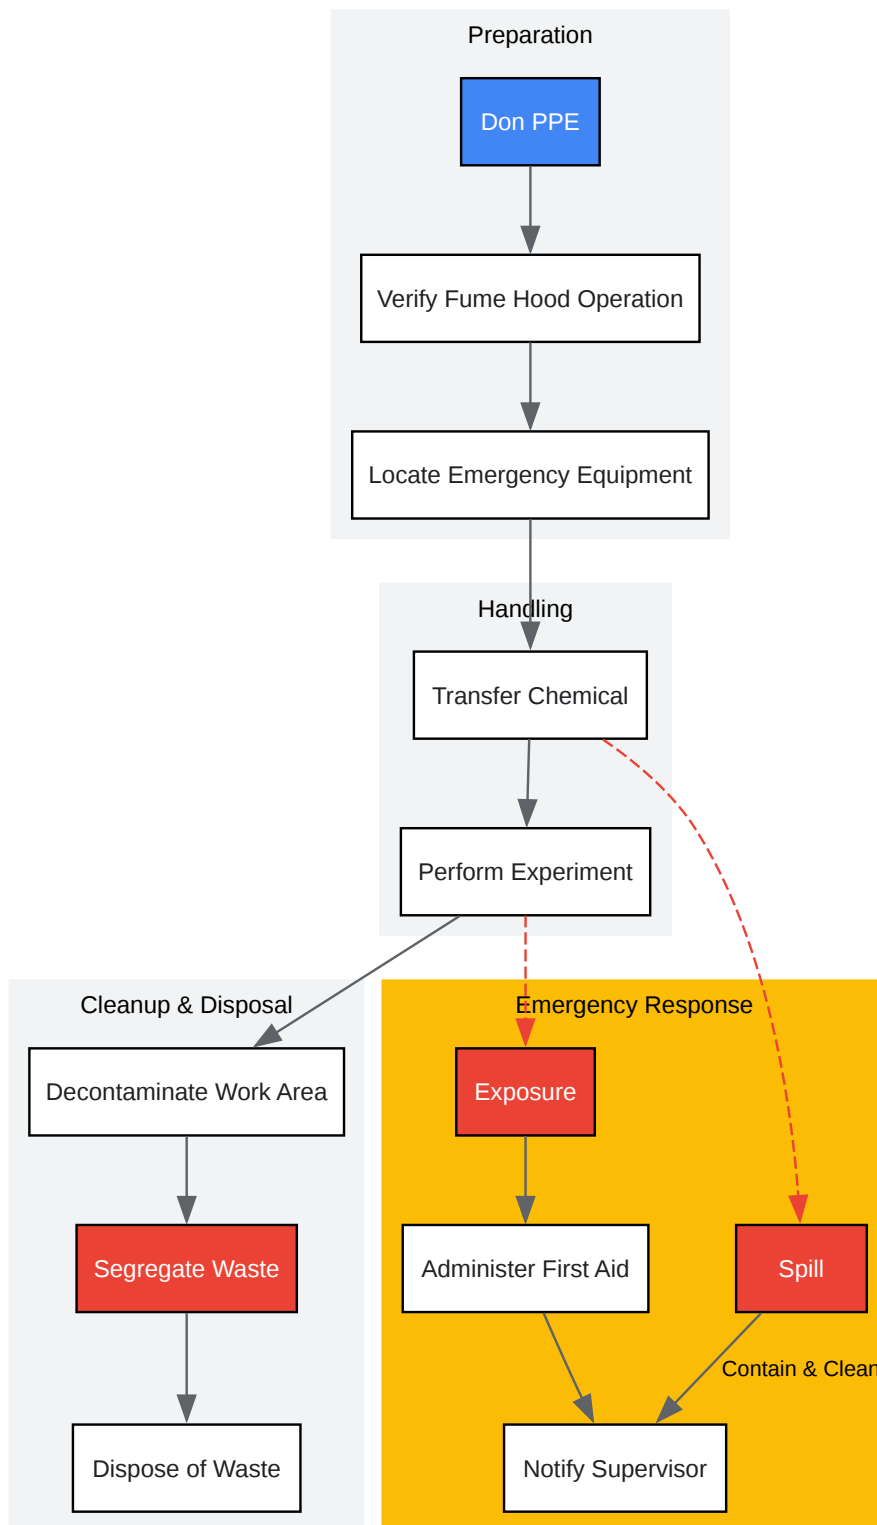 Preparation
Don PPE
Verify Fume Hood Operation
Locate Emergency Equipment
Handling
Transfer Chemical
Perform Experiment
Cleanup & Disposal
Decontaminate Work Area
Segregate Waste
Dispose of Waste
Emergency Response
Exposure
Administer First Aid
Spill
Contain & Clean
Notify Supervisor